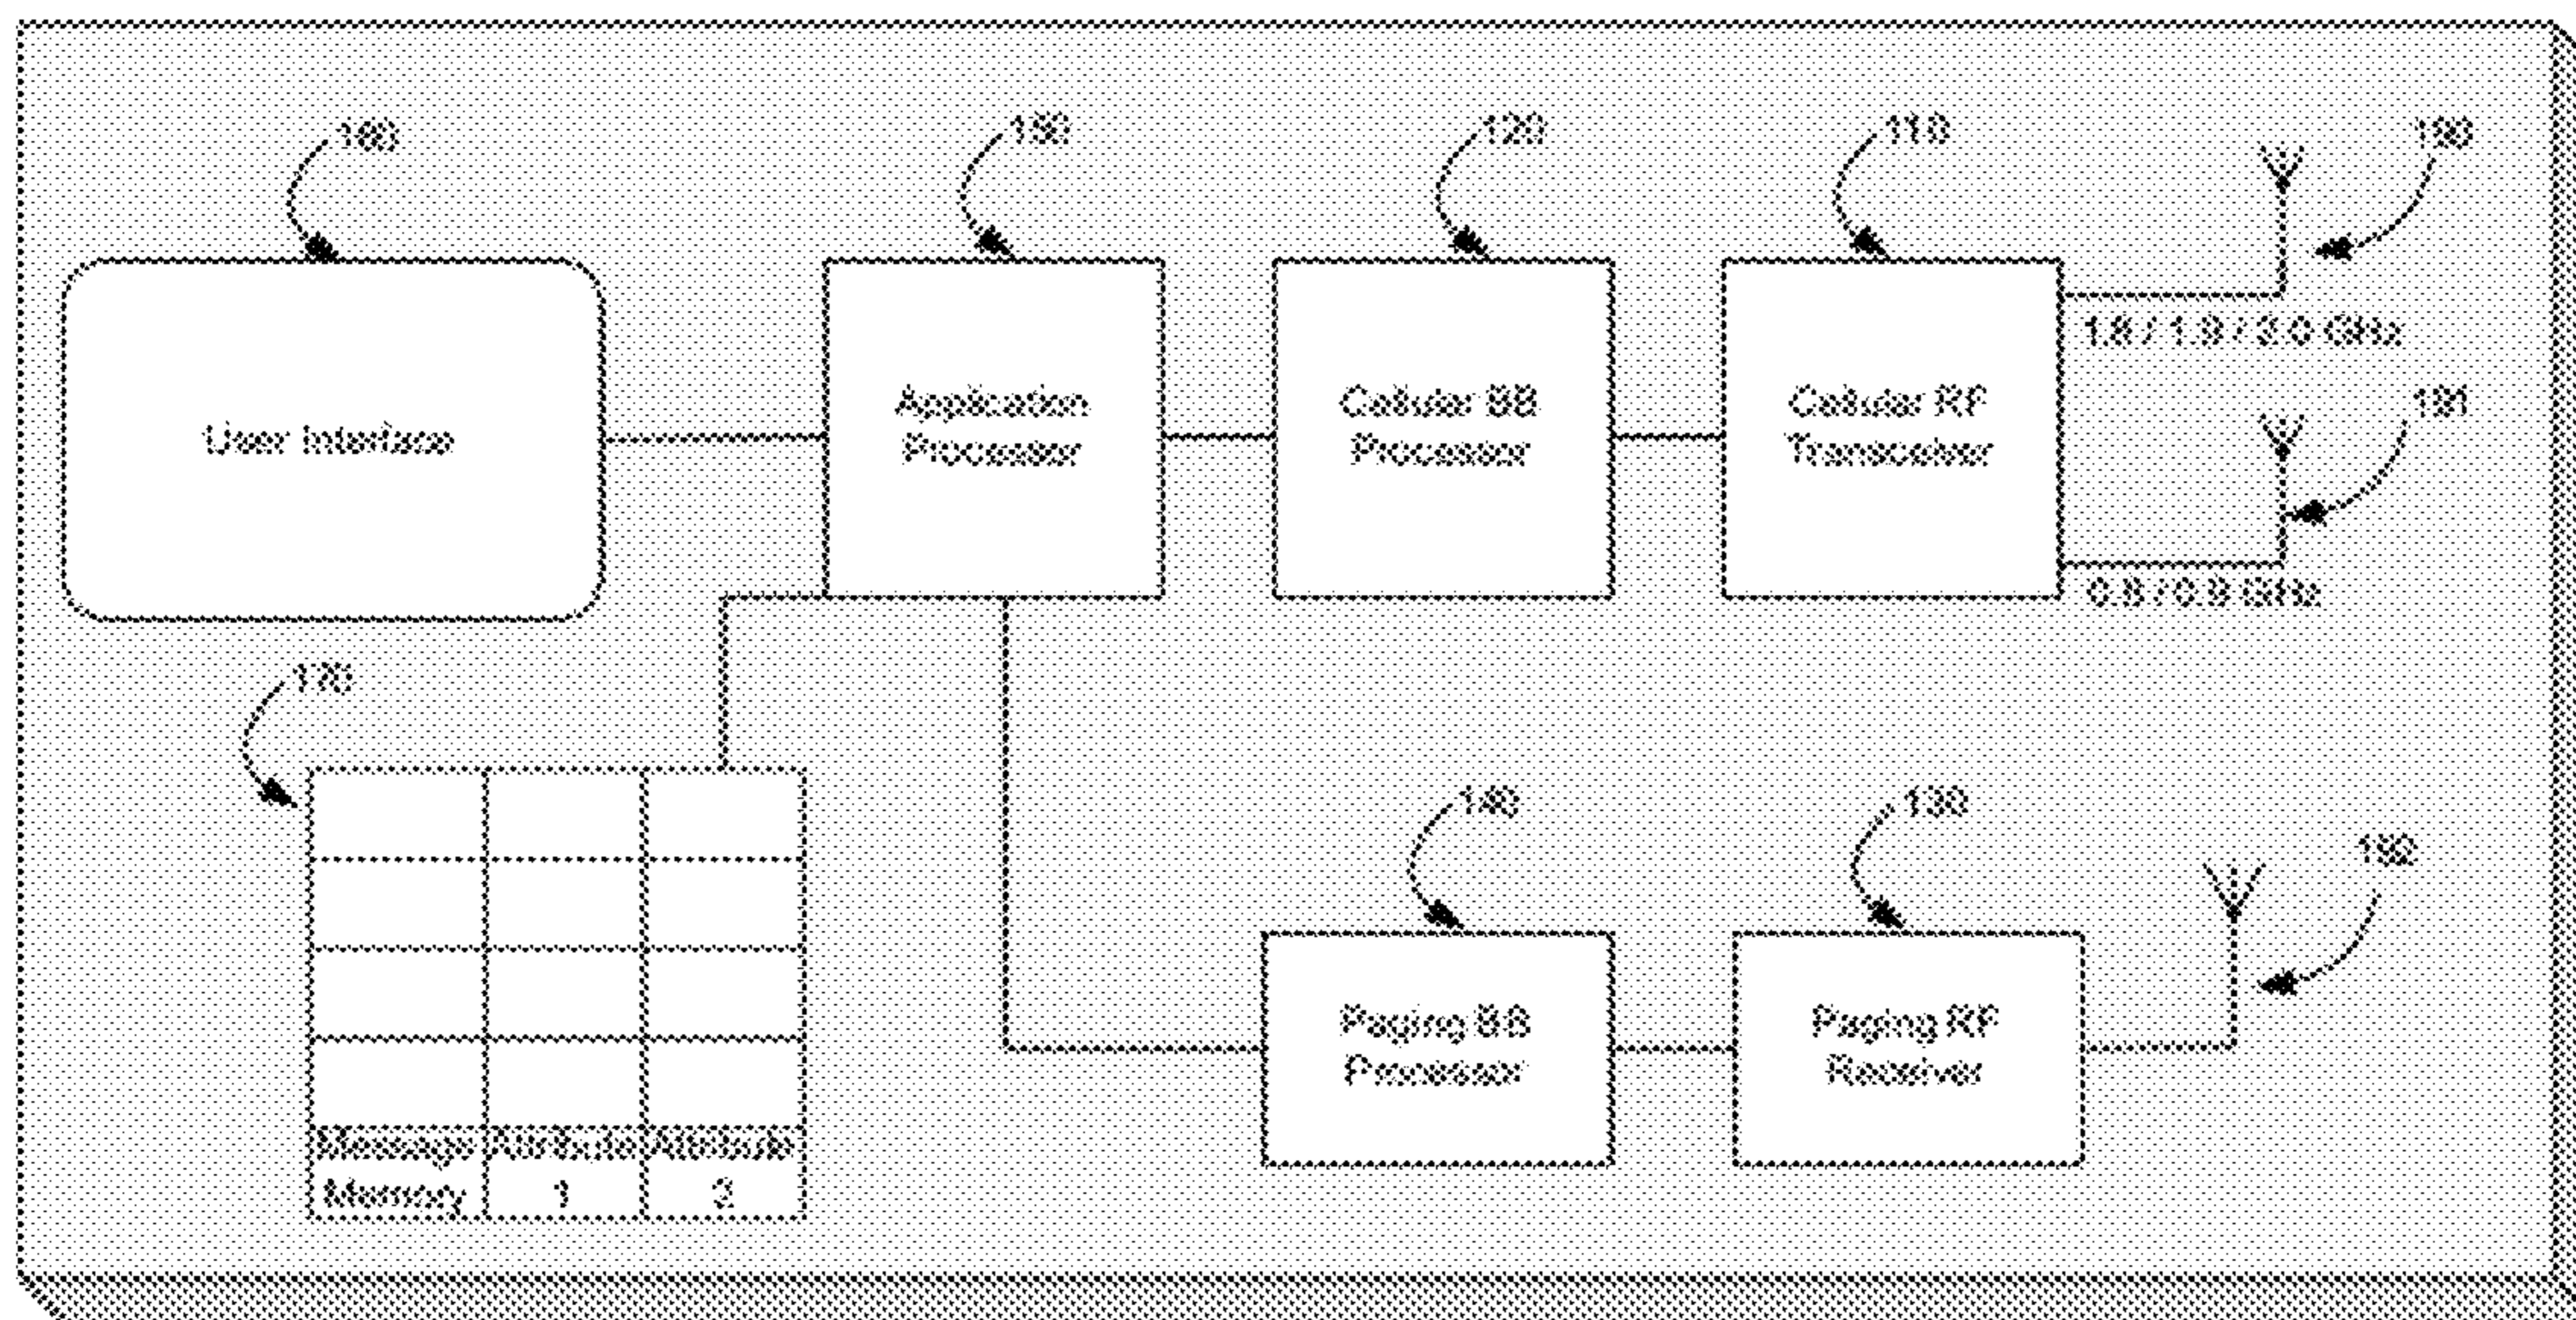 160
150
120
110
190
1.8 / 1.9 / 2.0 GHz
User Interface
Application
Processor
Cellular BB
Processor
Cellular RF
Transceiver
191
0.8 / 0.9 GHz
170
140
130
192
Paging BB
Processor
Paging RF
Receiver
Message Attribute Attribute
Memory 1 2